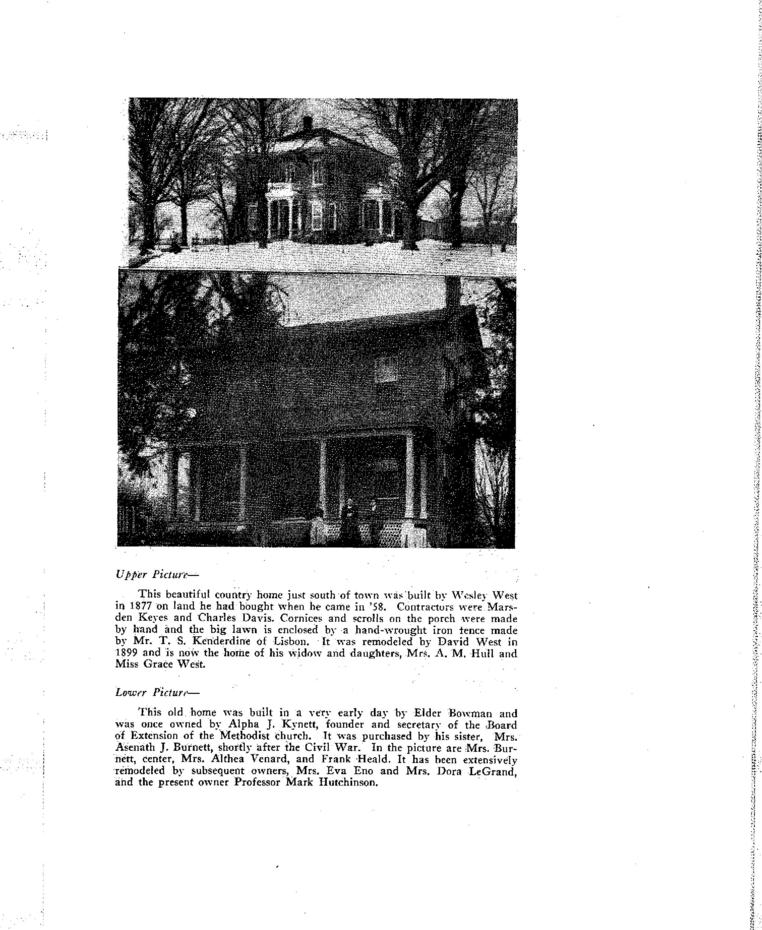 Upper Picture—
This beautiful country home just south of town was built by Wesley West
in 1877 on land he had bought when he came in '58. Contractors were Mars-
den Keyes and Charles Davis. Cornices and scrolls on the porch were made
by hand and the big lawn is enclosed by a hand-wrought iron fence made
by Mr. T. S. Kenderdine of Lisbon. It was remodeled by David West in
1899 and is now the home of his widow and daughters, Mrs. A. M. Hull and
Miss Grace West.
Lower Picture—
This old home was built in a very early day by Elder Bowman and
was once owned by Alpha J. Kynett, founder and secretary of the Board
of Extension of the Methodist church. It was purchased by his sister, Mrs.
Asenath J. Burnett, shortly after the Civil War. In the picture are Mrs. Bur-
nett, center, Mrs. Althea Venard, and Frank Heald. It has been extensively
remodeled by subsequent owners, Mrs. Eva Eno and Mrs. Dora LeGrand,
and the present owner Professor Mark Hutchinson.